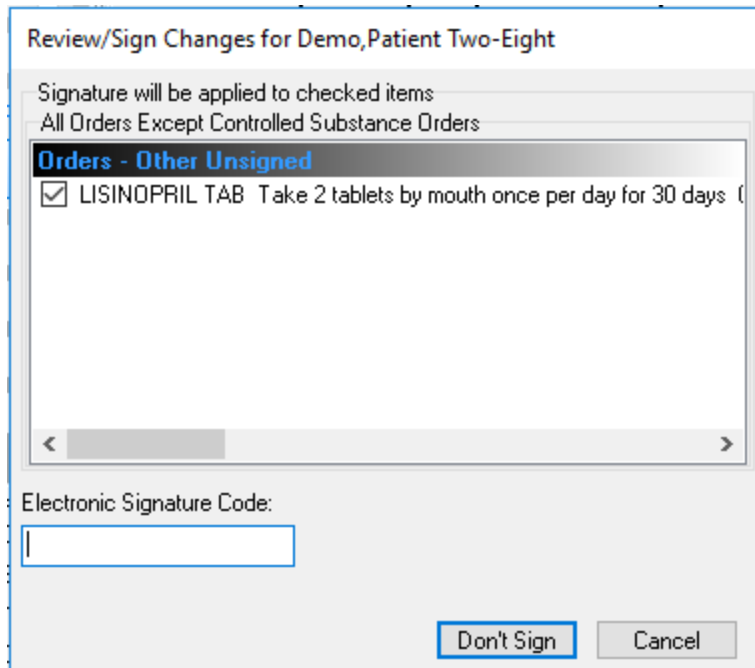 Review/Sign Changes for Demo,Patient Two-Eight
Signature will be applied to checked items
All Orders Except Controlled Substance Orders
Orders - Other Unsigned
LISINOPRIL TAB Take 2 tablets by mouth once per day for 30 days (
Electronic Signature Code:
Don't Sign
Cancel